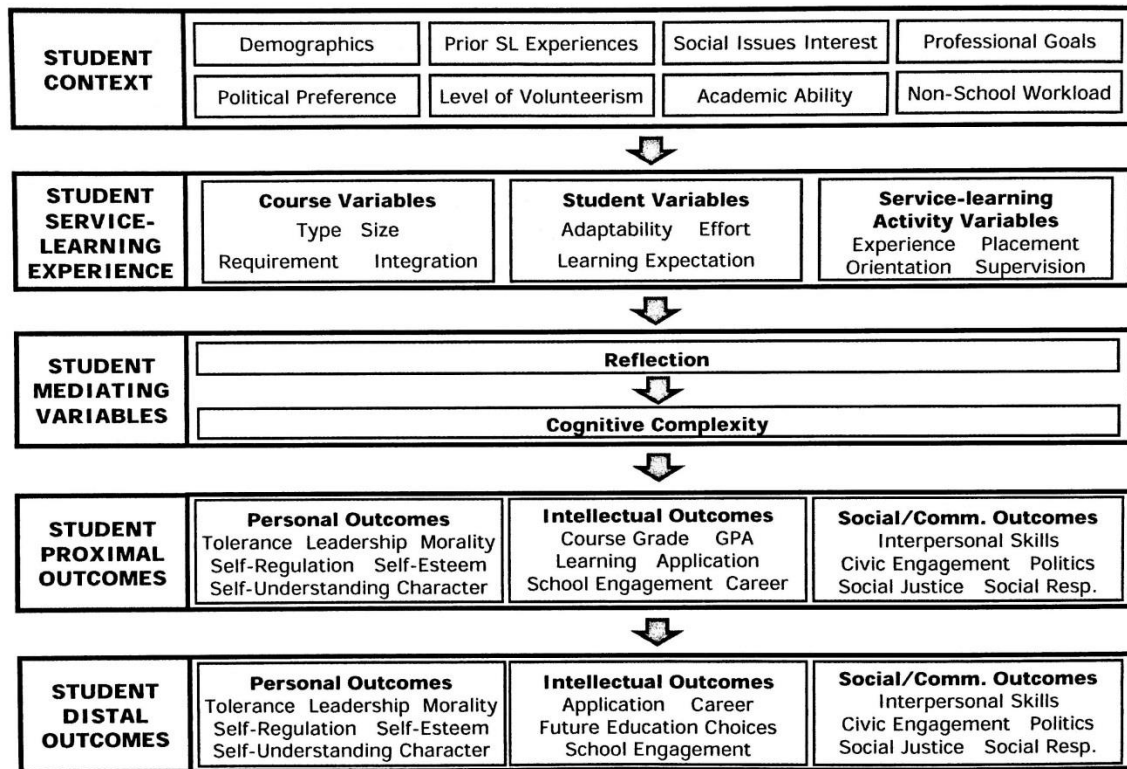 STUDENT
CONTEXT
Demographics
Prior SL Experiences
Social Issues Interest
Professional Goals
Political Preference
Level of Volunteerism
Academic Ability
Non-School Workload
STUDENT
SERVICE-
LEARNING
EXPERIENCE
Course Variables
Type Size
Requirement Integration
Student Variables
Adaptability Effort
Learning Expectation
Service-learning
Activity Variables
Experience Placement
Orientation Supervision
STUDENT
MEDIATING
VARIABLES
Reflection
Cognitive Complexity
STUDENT
PROXIMAL
OUTCOMES
Personal Outcomes
Tolerance Leadership Morality
Self-Regulation Self-Esteem
Self-Understanding Character
Intellectual Outcomes
Course Grade GPA
Learning Application
School Engagement Career
Social/Comm. Outcomes
Interpersonal Skills
Civic Engagement Politics
Social Justice Social Resp.
STUDENT
DISTAL
OUTCOMES
Personal Outcomes
Tolerance Leadership Morality
Self-Regulation Self-Esteem
Self-Understanding Character
Intellectual Outcomes
Application Career
Future Education Choices
School Engagement
Social/Comm. Outcomes
Interpersonal Skills
Civic Engagement Politics
Social Justice Social Resp.